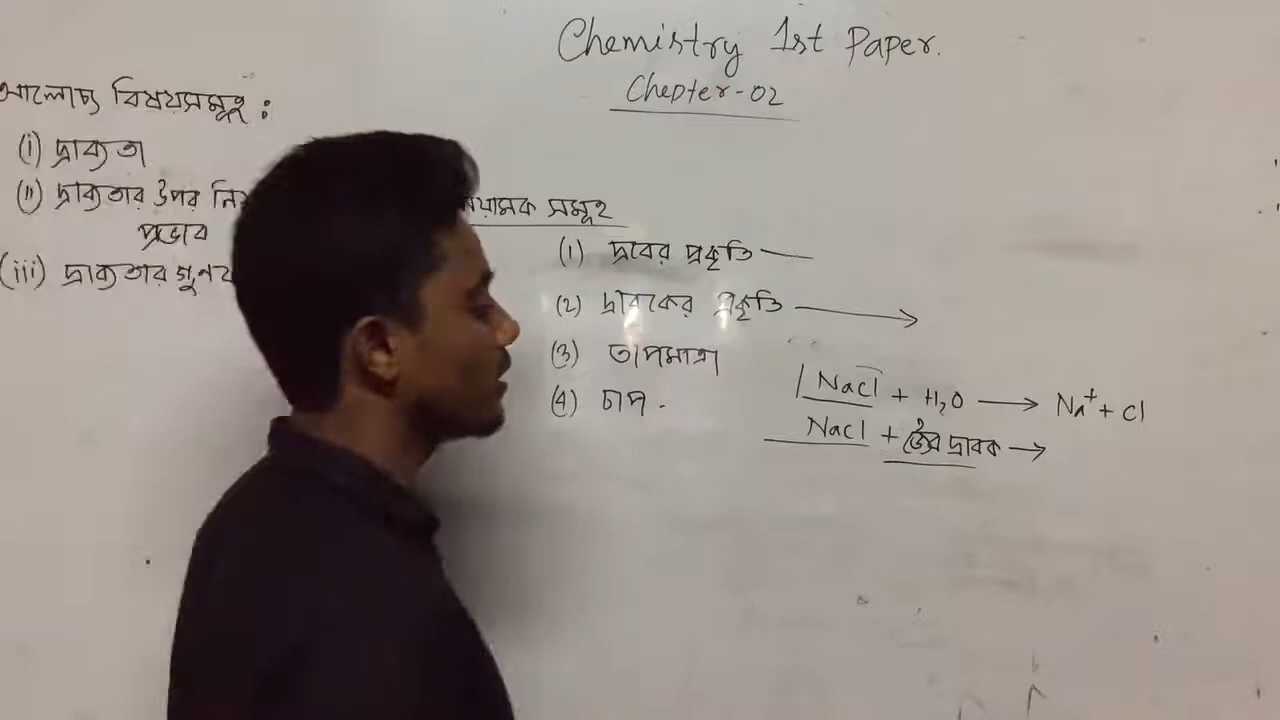 Chemistry 1st Paper.
Chepter-02
আলোচ্য বিষয়সমূহ :
(i) দ্রাব্যতা
(ii) দ্রাব্যতার উপর
প্রভাব
(iii) দ্রাব্যতার
সমূহ
(1) দ্রবের প্রকৃতি —
(2) দ্রাবকের প্রকৃতি →
(3) তাপমাত্রা
(4) চাপ .
NaCl + H2O → Na+ + Cl
NaCl + জৈব দ্রাবক →